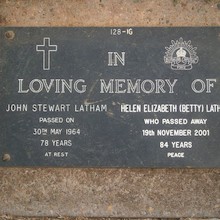 128-1G
IN
LOVING MEMORY OF
JOHN STEWART LATHAM
PASSED ON
30TH MAY 1964
78 YEARS
AT REST
HELEN ELIZABETH (BETTY) LATH
WHO PASSED AWAY
19th NOVEMBER 2001
84 YEARS
PEACE